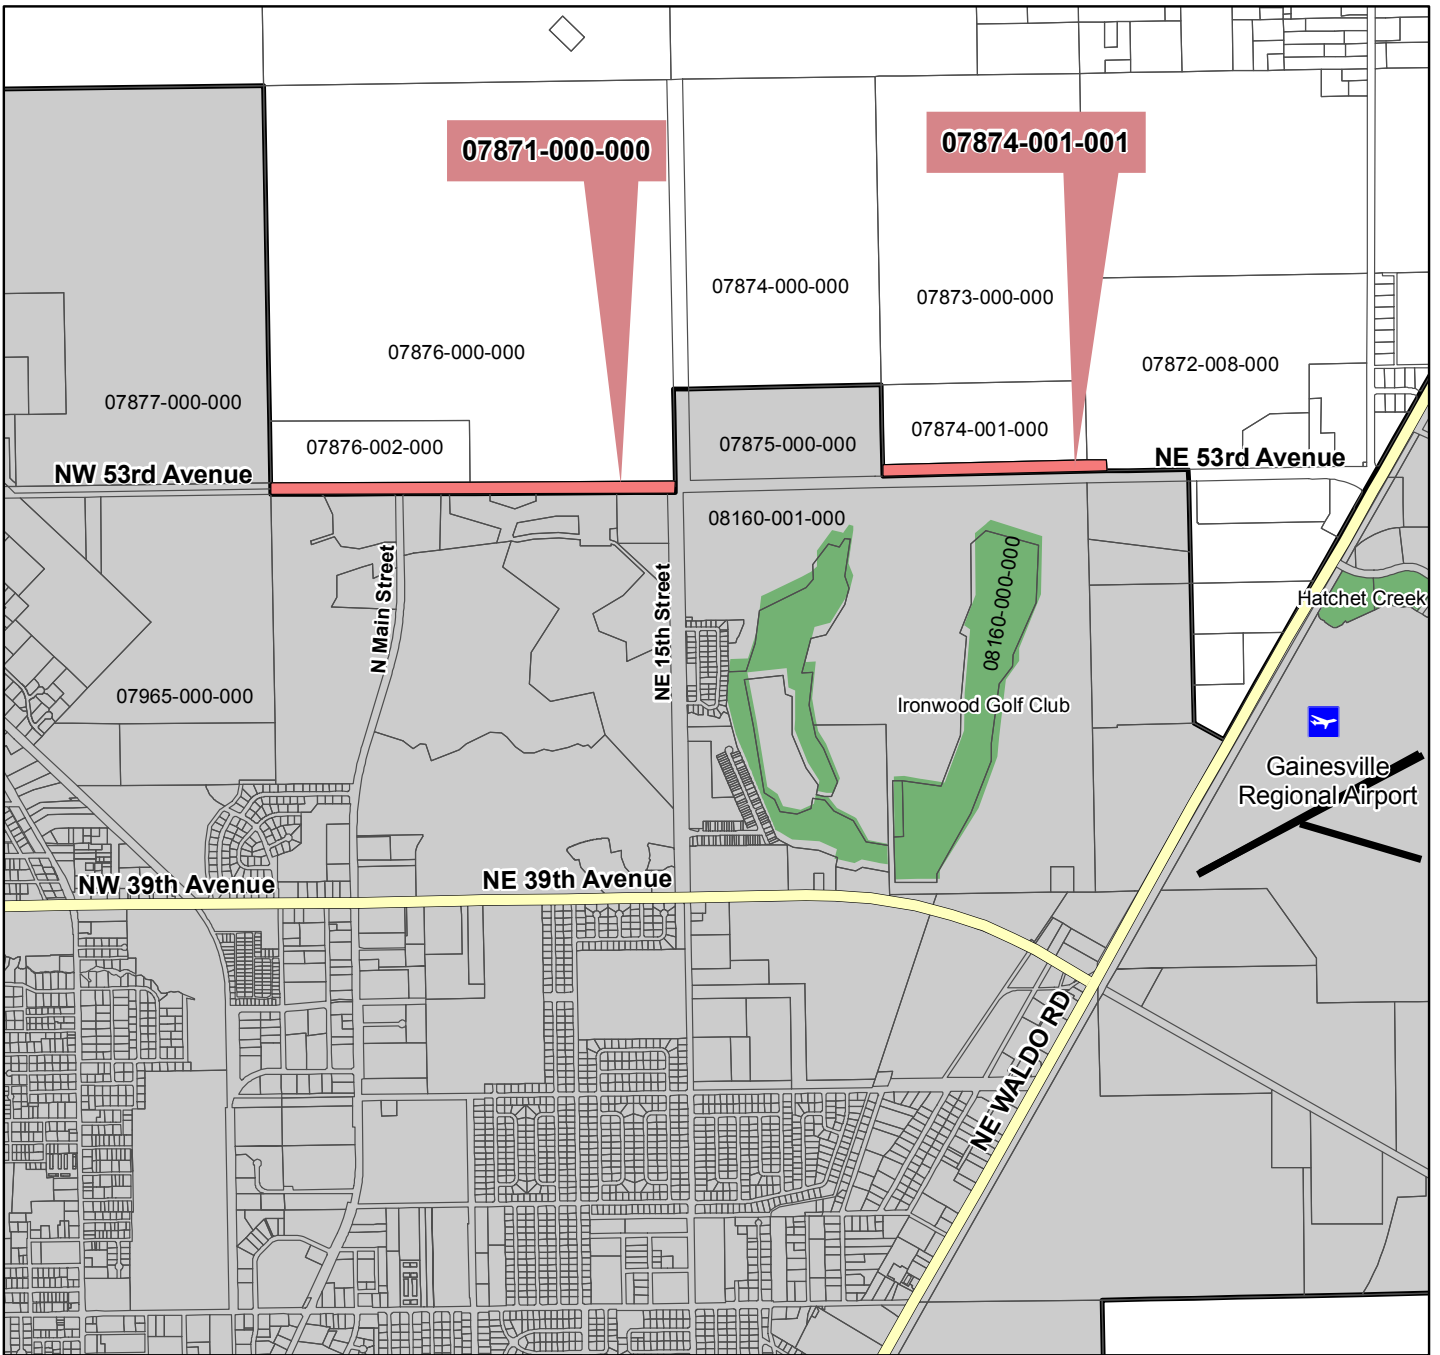 07871-000-000
07874-001-001
07874-000-000
07873-000-000
07876-000-000
07872-008-000
07877-000-000
07876-002-000
07875-000-000
07874-001-000
NW 53rd Avenue
NE 53rd Avenue
08160-001-000
N Main Street
NE 15th Street
08160-000-000
Hatchet Creek
07965-000-000
Ironwood Golf Club
Gainesville
Regional Airport
NW 39th Avenue
NE 39th Avenue
NE WALDO RD